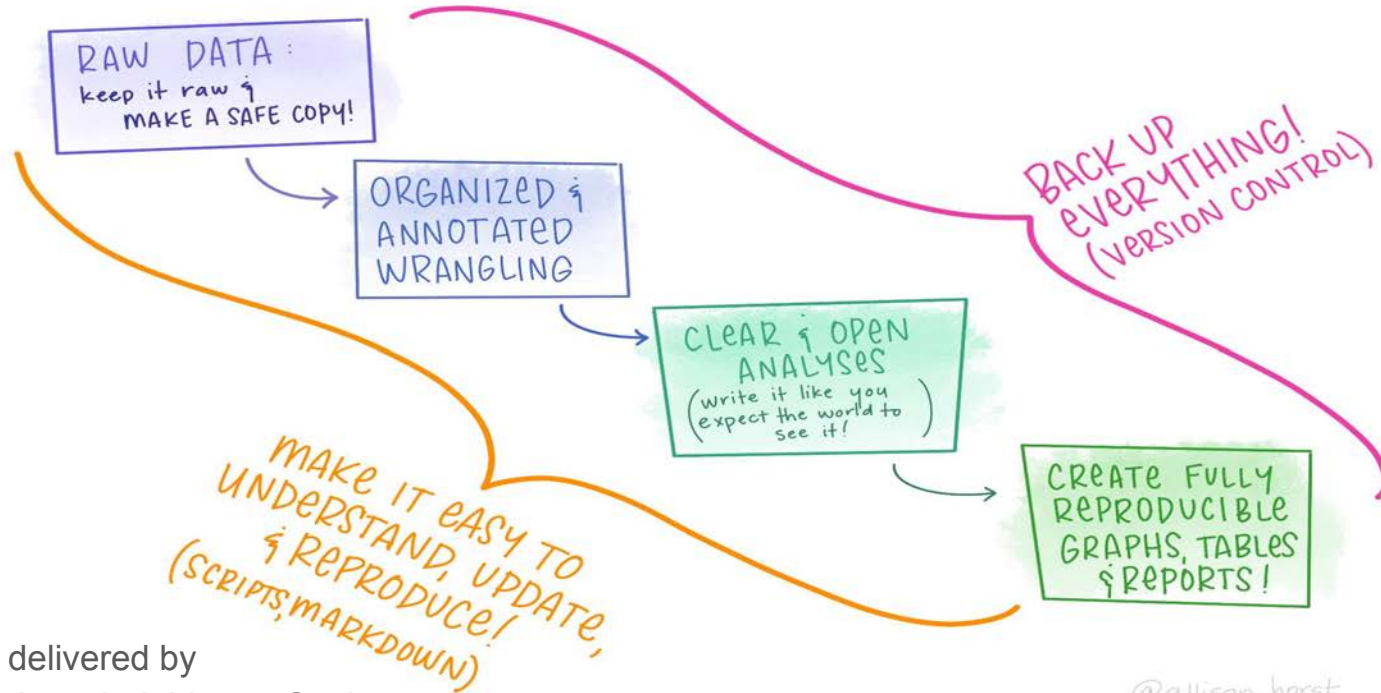 RAW DATA:
keep it raw &
MAKE A SAFE COPY!
ORGANIZED &
ANNOTATED
WRANGLING
CLEAR & OPEN
ANALYSES
(write it like you
expect the world to
see it!)
CREATE FULLY
REPRODUCIBLE
GRAPHS, TABLES
& REPORTS!
BACK UP
EVERYTHING!
(VERSION CONTROL)
MAKE IT EASY TO
UNDERSTAND, UPDATE,
& REPRODUCE!
(SCRIPTS, MARKDOWN)
delivered by
@allison_horst